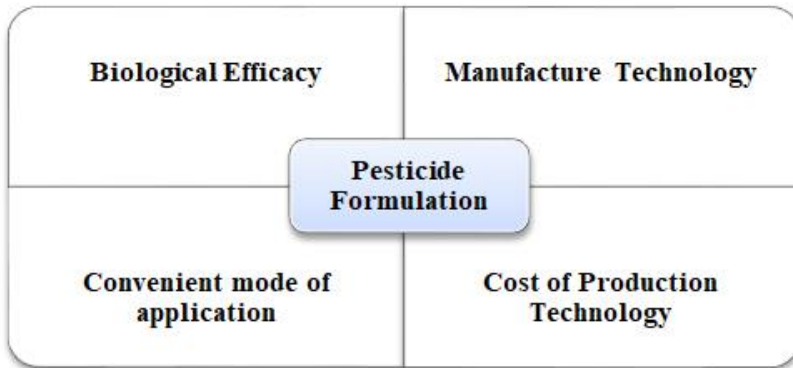 Biological Efficacy
Manufacture Technology
Pesticide
Formulation
Convenient mode of
application
Cost of Production
Technology